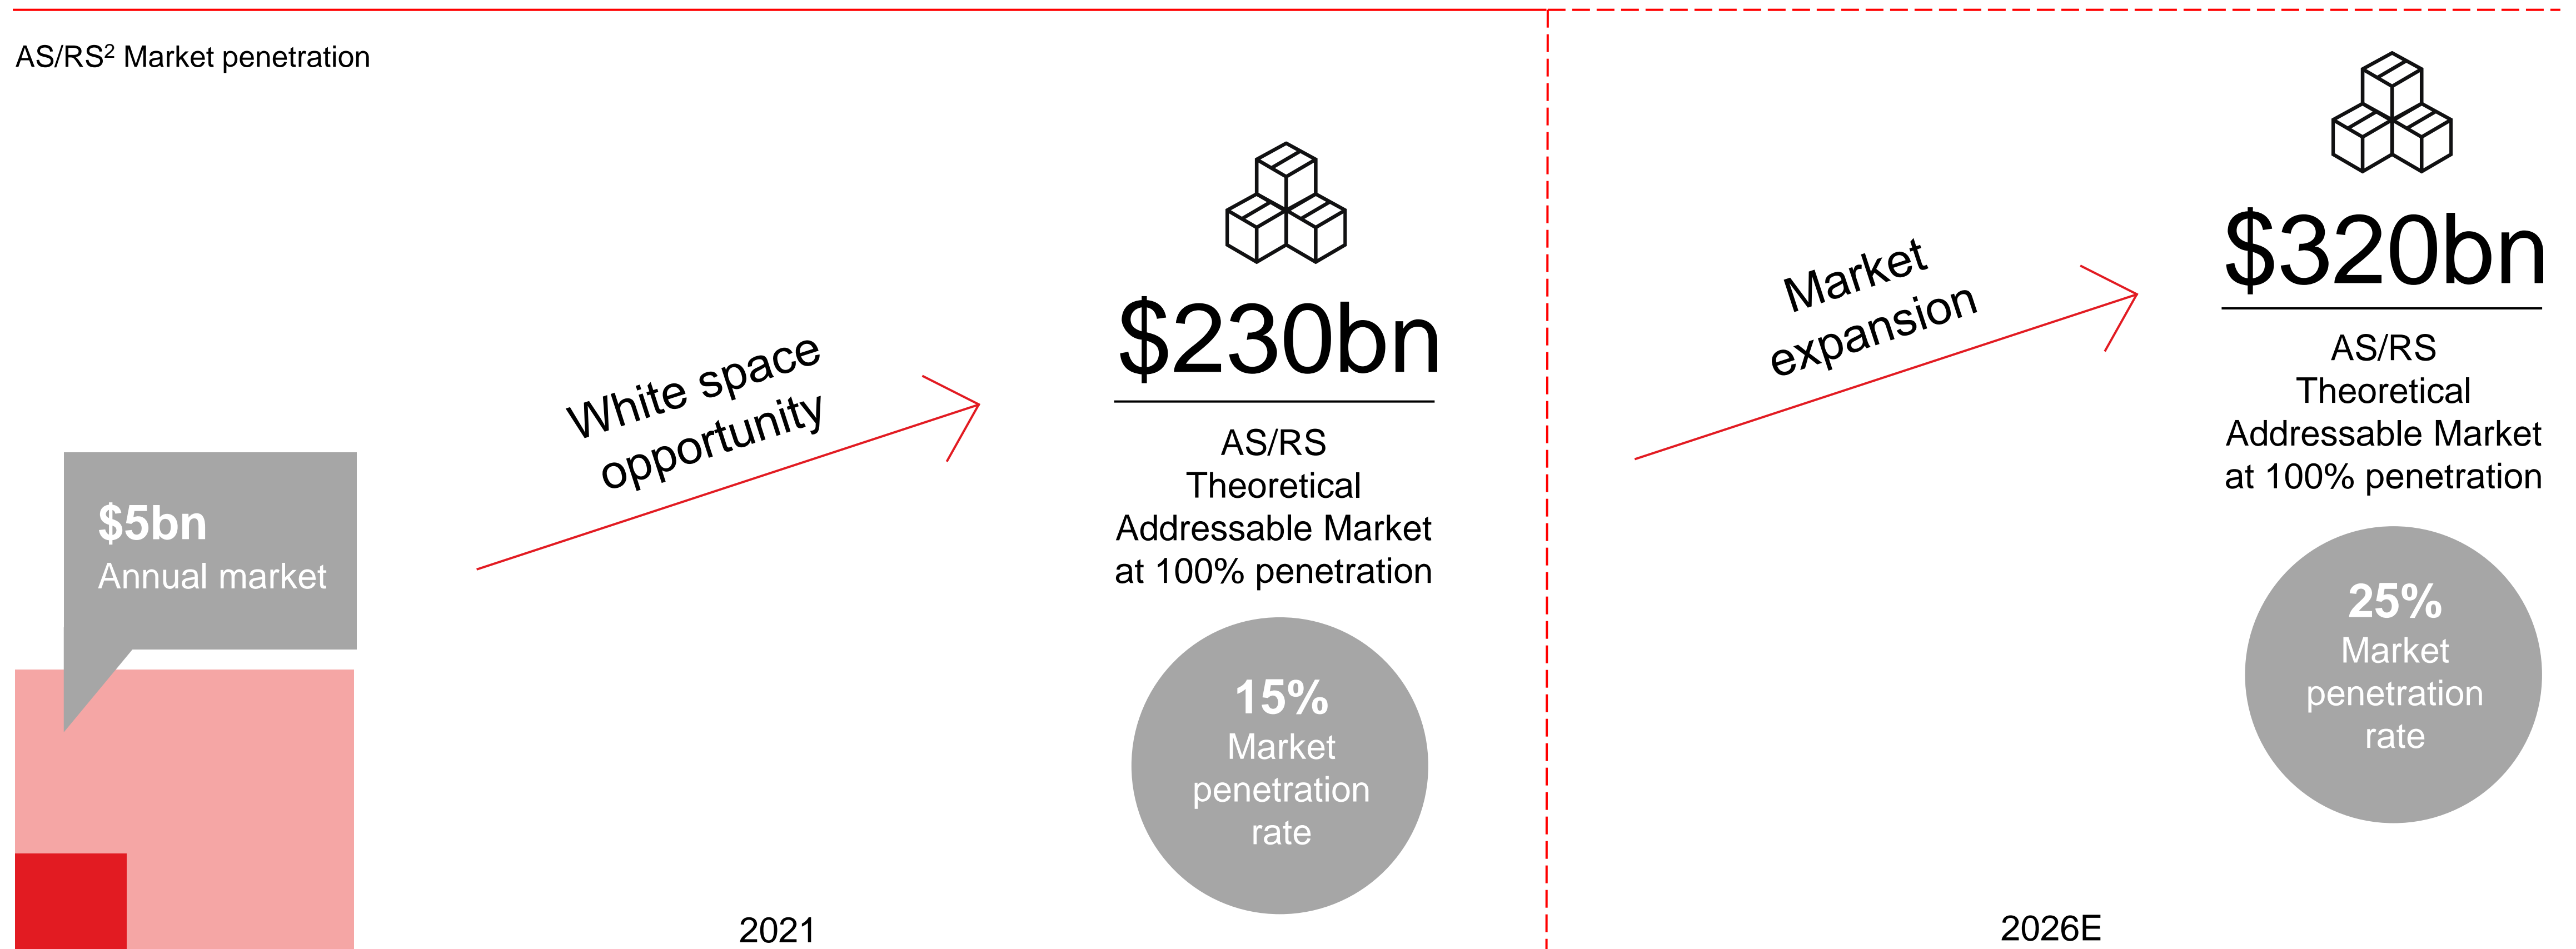 AS/RS² Market penetration
$5bn
Annual market
White space
opportunity
$230bn
AS/RS
Theoretical
Addressable Market
at 100% penetration
15%
Market
penetration
rate
2021
Market
expansion
$320bn
AS/RS
Theoretical
Addressable Market
at 100% penetration
25%
Market
penetration
rate
2026E